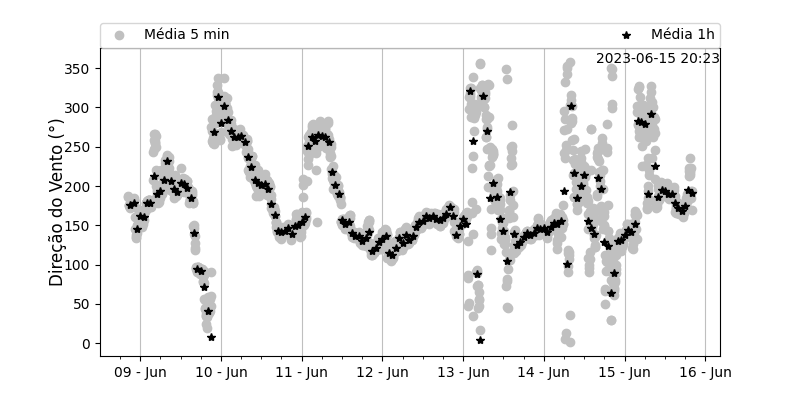 Média 5 min
Média 1h
2023-06-15 20:23
Direção do Vento (°)
350
300
250
200
150
100
50
0
09 - Jun 10 - Jun 11 - Jun 12 - Jun 13 - Jun 14 - Jun 15 - Jun 16 - Jun